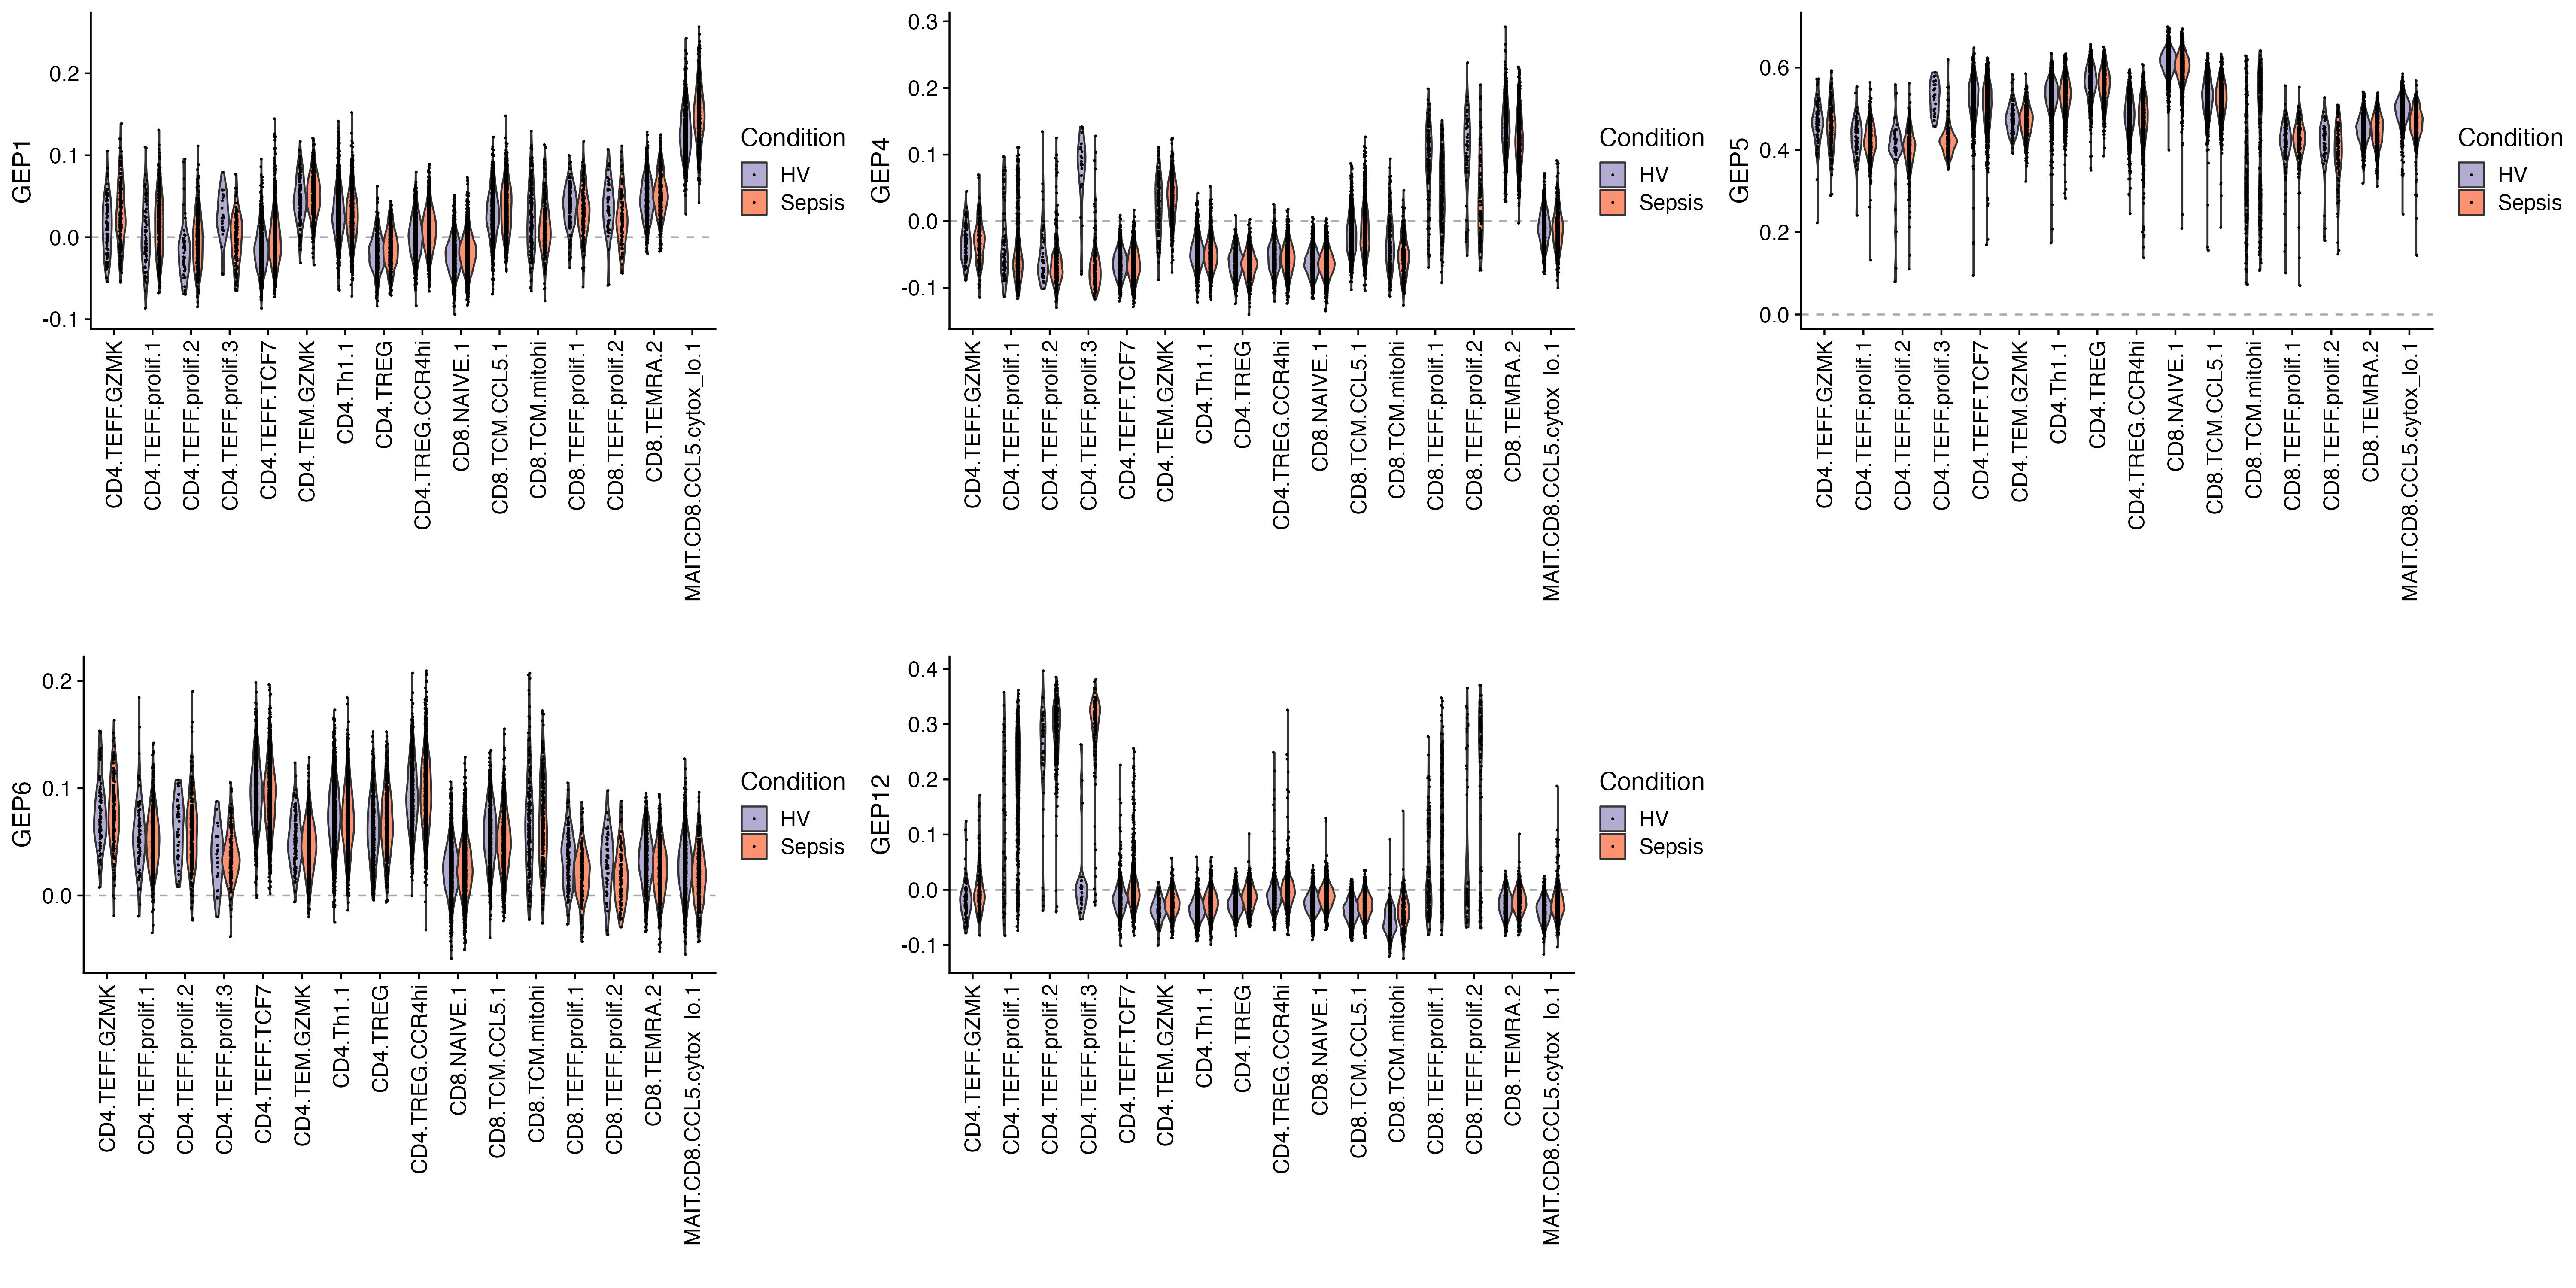 GEP1
0.2
0.1
0.0
-0.1
CD4.TEFF.GZMK
CD4.TEFF.prolif.1
CD4.TEFF.prolif.2
CD4.TEFF.prolif.3
CD4.TEFF.TCF7
CD4.TEM.GZMK
CD4.Th1.1
CD4.TREG
CD4.TREG.CCR4hi
CD8.NAIVE.1
CD8.TCM.CCL5.1
CD8.TCM.mitohi
CD8.TEFF.prolif.1
CD8.TEFF.prolif.2
CD8.TEMRA.2
MAIT.CD8.CCL5.cytox_lo.1
Condition
HV
Sepsis
GEP4
0.3
0.2
0.1
0.0
-0.1
CD4.TEFF.GZMK
CD4.TEFF.prolif.1
CD4.TEFF.prolif.2
CD4.TEFF.prolif.3
CD4.TEFF.TCF7
CD4.TEM.GZMK
CD4.Th1.1
CD4.TREG
CD4.TREG.CCR4hi
CD8.NAIVE.1
CD8.TCM.CCL5.1
CD8.TCM.mitohi
CD8.TEFF.prolif.1
CD8.TEFF.prolif.2
CD8.TEMRA.2
MAIT.CD8.CCL5.cytox_lo.1
Condition
HV
Sepsis
GEP5
0.6
0.4
0.2
0.0
CD4.TEFF.GZMK
CD4.TEFF.prolif.1
CD4.TEFF.prolif.2
CD4.TEFF.prolif.3
CD4.TEFF.TCF7
CD4.TEM.GZMK
CD4.Th1.1
CD4.TREG
CD4.TREG.CCR4hi
CD8.NAIVE.1
CD8.TCM.CCL5.1
CD8.TCM.mitohi
CD8.TEFF.prolif.1
CD8.TEFF.prolif.2
CD8.TEMRA.2
MAIT.CD8.CCL5.cytox_lo.1
Condition
HV
Sepsis
GEP6
0.2
0.1
0.0
CD4.TEFF.GZMK
CD4.TEFF.prolif.1
CD4.TEFF.prolif.2
CD4.TEFF.prolif.3
CD4.TEFF.TCF7
CD4.TEM.GZMK
CD4.Th1.1
CD4.TREG
CD4.TREG.CCR4hi
CD8.NAIVE.1
CD8.TCM.CCL5.1
CD8.TCM.mitohi
CD8.TEFF.prolif.1
CD8.TEFF.prolif.2
CD8.TEMRA.2
MAIT.CD8.CCL5.cytox_lo.1
Condition
HV
Sepsis
GEP12
0.4
0.3
0.2
0.1
0.0
-0.1
CD4.TEFF.GZMK
CD4.TEFF.prolif.1
CD4.TEFF.prolif.2
CD4.TEFF.prolif.3
CD4.TEFF.TCF7
CD4.TEM.GZMK
CD4.Th1.1
CD4.TREG
CD4.TREG.CCR4hi
CD8.NAIVE.1
CD8.TCM.CCL5.1
CD8.TCM.mitohi
CD8.TEFF.prolif.1
CD8.TEFF.prolif.2
CD8.TEMRA.2
MAIT.CD8.CCL5.cytox_lo.1
Condition
HV
Sepsis